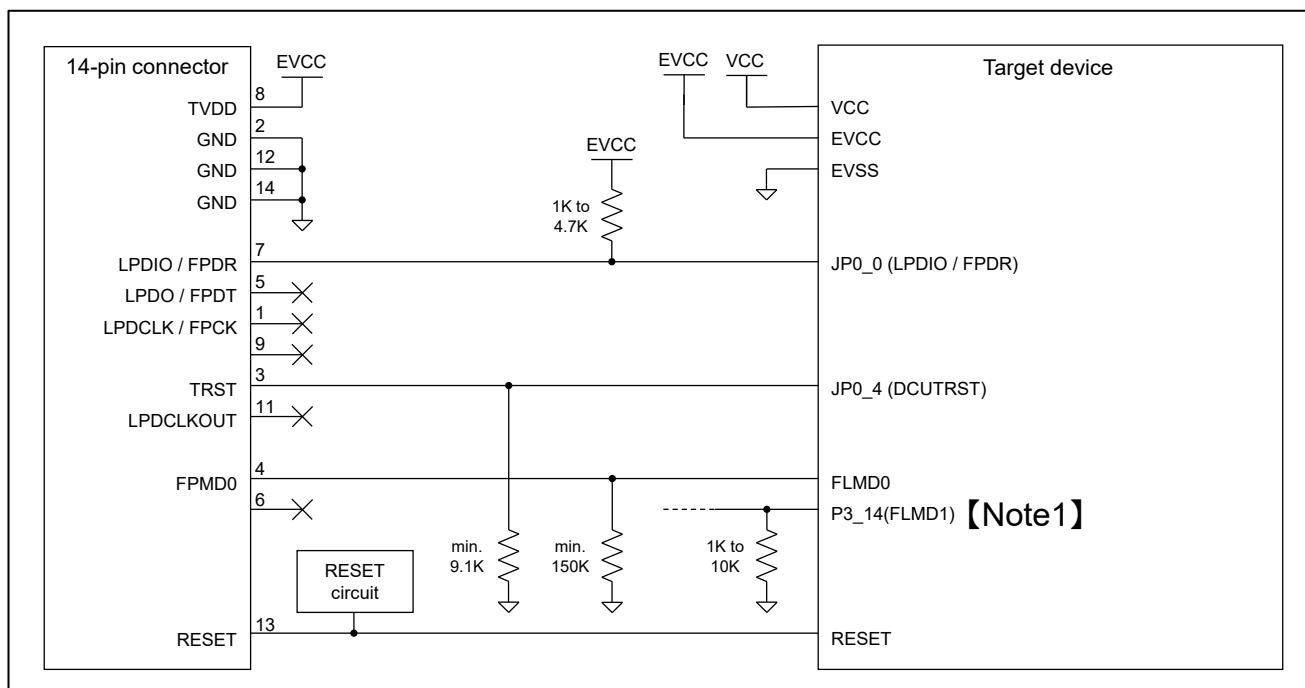 14-pin connector
EVCC
8
TVDD
2
GND
12
GND
14
GND
EVCC
VCC
Target device
VCC
EVCC
EVSS
EVCC
1K to
4.7K
7
LPDIO / FPDR
JP0_0 (LPDIO / FPDR)
5
LPDO / FPDT
1
LPDCLK / FPCK
9
3
TRST
JP0_4 (DCUTRST)
11
LPDCLKOUT
4
FPMD0
FLMD0
6
P3_14(FLMD1)【Note1】
min.
9.1K
min.
150K
1K to
10K
RESET
circuit
13
RESET
RESET